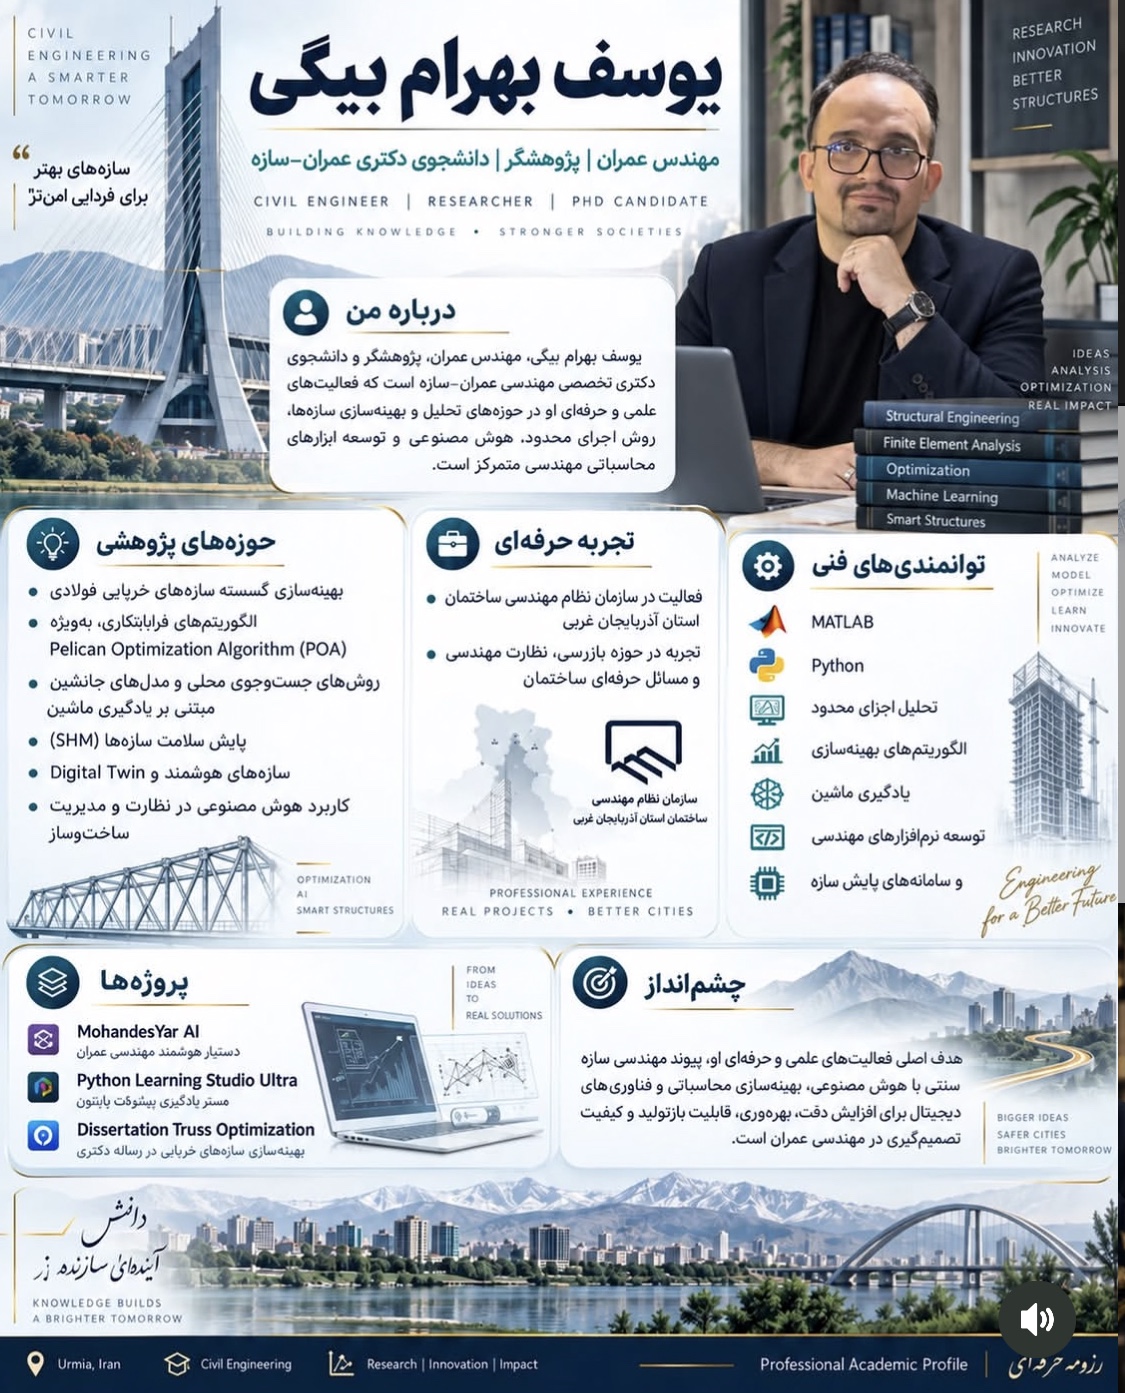 CIVIL
ENGINEERING
A SMARTER
TOMORROW
“
سازه‌های بهتر
برای فردایی امن‌تر
یوسف بهرام بیگی
مهندس عمران | پژوهشگر | دانشجوی دکتری عمران-سازه
CIVIL ENGINEER | RESEARCHER | PHD CANDIDATE
BUILDING KNOWLEDGE • STRONGER SOCIETIES
RESEARCH
INNOVATION
BETTER
STRUCTURES
درباره من
یوسف بهرام بیگی، مهندس عمران، پژوهشگر و دانشجوی
دکتری تخصصی مهندسی عمران-سازه است که فعالیت‌های
علمی و حرفه‌ای او در حوزه‌های تحلیل و بهینه‌سازی سازه‌ها،
روش اجرای محدود، هوش مصنوعی و توسعه ابزارهای
محاسباتی مهندسی متمرکز است.
IDEAS
ANALYSIS
OPTIMIZATION
REAL IMPACT
Structural Engineering
Finite Element Analysis
Optimization
Machine Learning
Smart Structures
حوزه‌های پژوهشی
• بهینه‌سازی گسسته سازه‌های خرپایی فولادی
• الگوریتم‌های فرابابتکاری، به‌ویژه
Pelican Optimization Algorithm (POA)
• روش‌های جست‌وجوی محلی و مدل‌های جانشین
مبتنی بر یادگیری ماشین
• پایش سلامت سازه‌ها (SHM)
• سازه‌های هوشمند و Digital Twin
• کاربرد هوش مصنوعی در نظارت و مدیریت
ساخت‌وساز
OPTIMIZATION
AI
SMART STRUCTURES
تجربه حرفه‌ای
• فعالیت در سازمان نظام مهندسی ساختمان
استان آذربایجان غربی
• تجربه در حوزه بازرسی، نظارت مهندسی
و مسائل حرفه‌ای ساختمان
سازمان نظام مهندسی
ساختمان استان آذربایجان غربی
PROFESSIONAL EXPERIENCE
REAL PROJECTS • BETTER CITIES
توانمندی‌های فنی
MATLAB
Python
تحلیل اجزای محدود
الگوریتم‌های بهینه‌سازی
یادگیری ماشین
توسعه نرم‌افزارهای مهندسی
و سامانه‌های پایش سازه
ANALYZE
MODEL
OPTIMIZE
LEARN
INNOVATE
Engineering
for a Better Future
پروژه‌ها
MohandesYar AI
دستیار هوشمند مهندسی عمران
Python Learning Studio Ultra
مستر یادگیری پیشوٶت پایتون
Dissertation Truss Optimization
بهینه‌سازی سازه‌های خرپایی در رساله دکتری
FROM
IDEAS
TO
REAL SOLUTIONS
چشم‌انداز
هدف اصلی فعالیت‌های علمی و حرفه‌ای او، پیوند مهندسی سازه
سنتی با هوش مصنوعی، بهینه‌سازی محاسباتی و فناوری‌های
دیجیتال برای افزایش دقت، بهره‌وری، قابلیت بازتولید و کیفیت
تصمیم‌گیری در مهندسی عمران است.
BIGGER IDEAS
SAFER CITIES
BRIGHTER TOMORROW
دانش
آینده‌ای سازنده
KNOWLEDGE BUILDS
A BRIGHTER TOMORROW
Urmia, Iran
Civil Engineering
Research | Innovation | Impact
Professional Academic Profile | رزومه حرفه‌ای